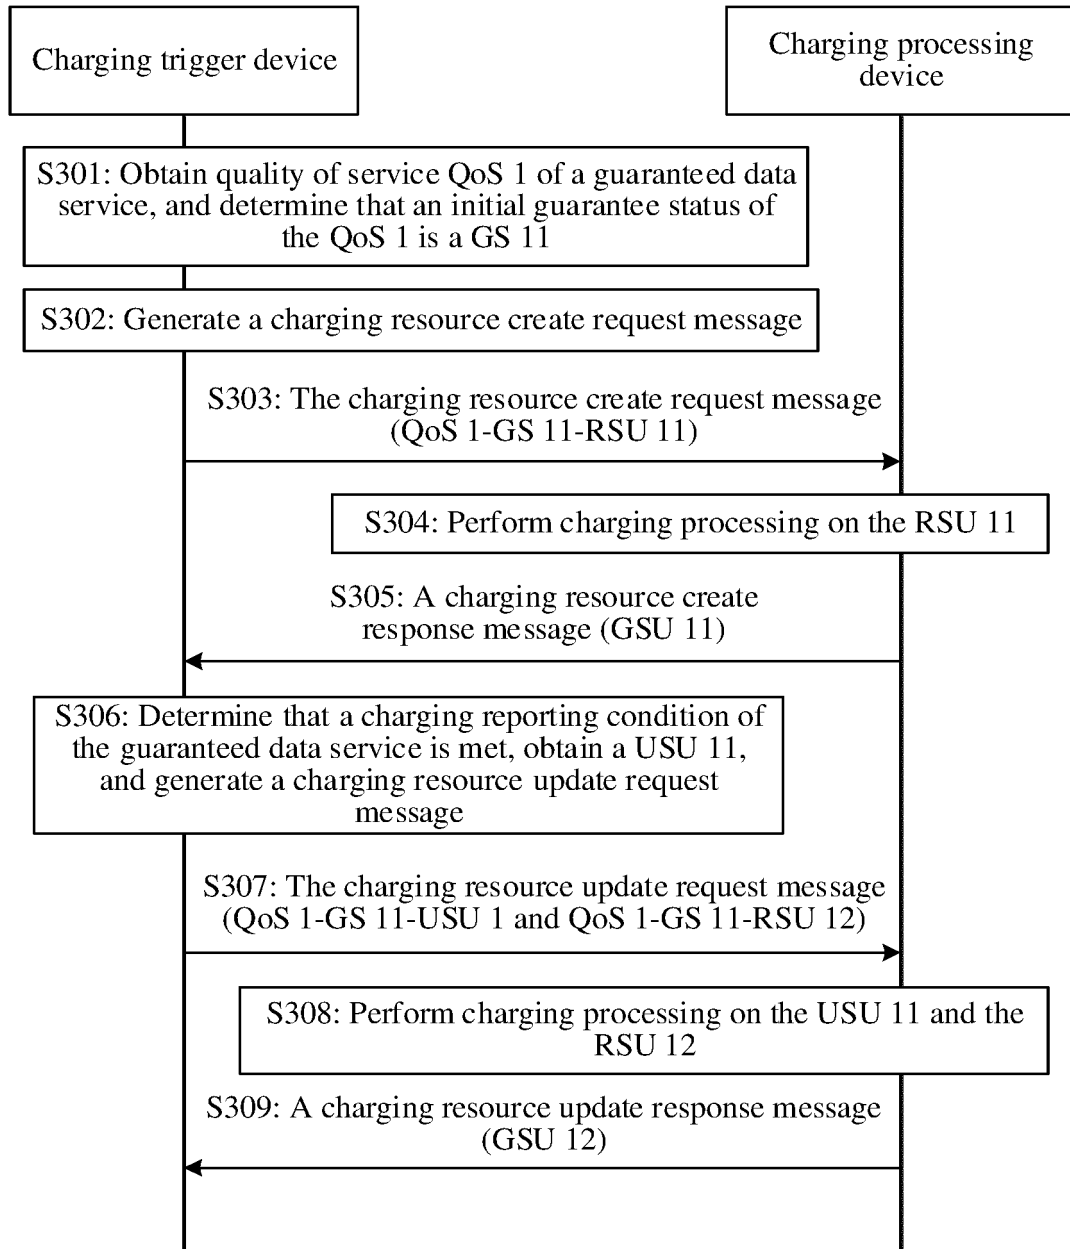 Charging trigger device
Charging processing
device
S301: Obtain quality of service QoS 1 of a guaranteed data
service, and determine that an initial guarantee status of
the QoS 1 is a GS 11
S302: Generate a charging resource create request message
S303: The charging resource create request message
(QoS 1-GS 11-RSU 11)
S304: Perform charging processing on the RSU 11
S305: A charging resource create
response message (GSU 11)
S306: Determine that a charging reporting condition of
the guaranteed data service is met, obtain a USU 11,
and generate a charging resource update request
message
S307: The charging resource update request message
(QoS 1-GS 11-USU 1 and QoS 1-GS 11-RSU 12)
S308: Perform charging processing on the USU 11 and the
RSU 12
S309: A charging resource update response message
(GSU 12)